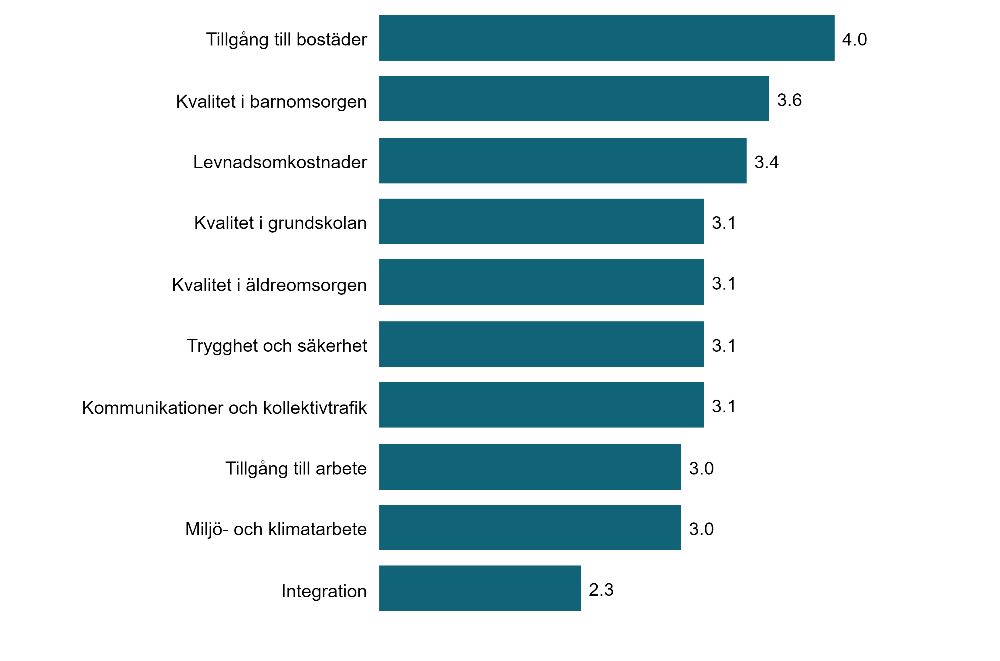 Tillgång till bostäder 4.0
Kvalitet i barnomsorgen 3.6
Levnadsomkostnader 3.4
Kvalitet i grundskolan 3.1
Kvalitet i äldreomsorgen 3.1
Trygghet och säkerhet 3.1
Kommunikationer och kollektivtrafik 3.1
Tillgång till arbete 3.0
Miljö- och klimatarbete 3.0
Integration 2.3